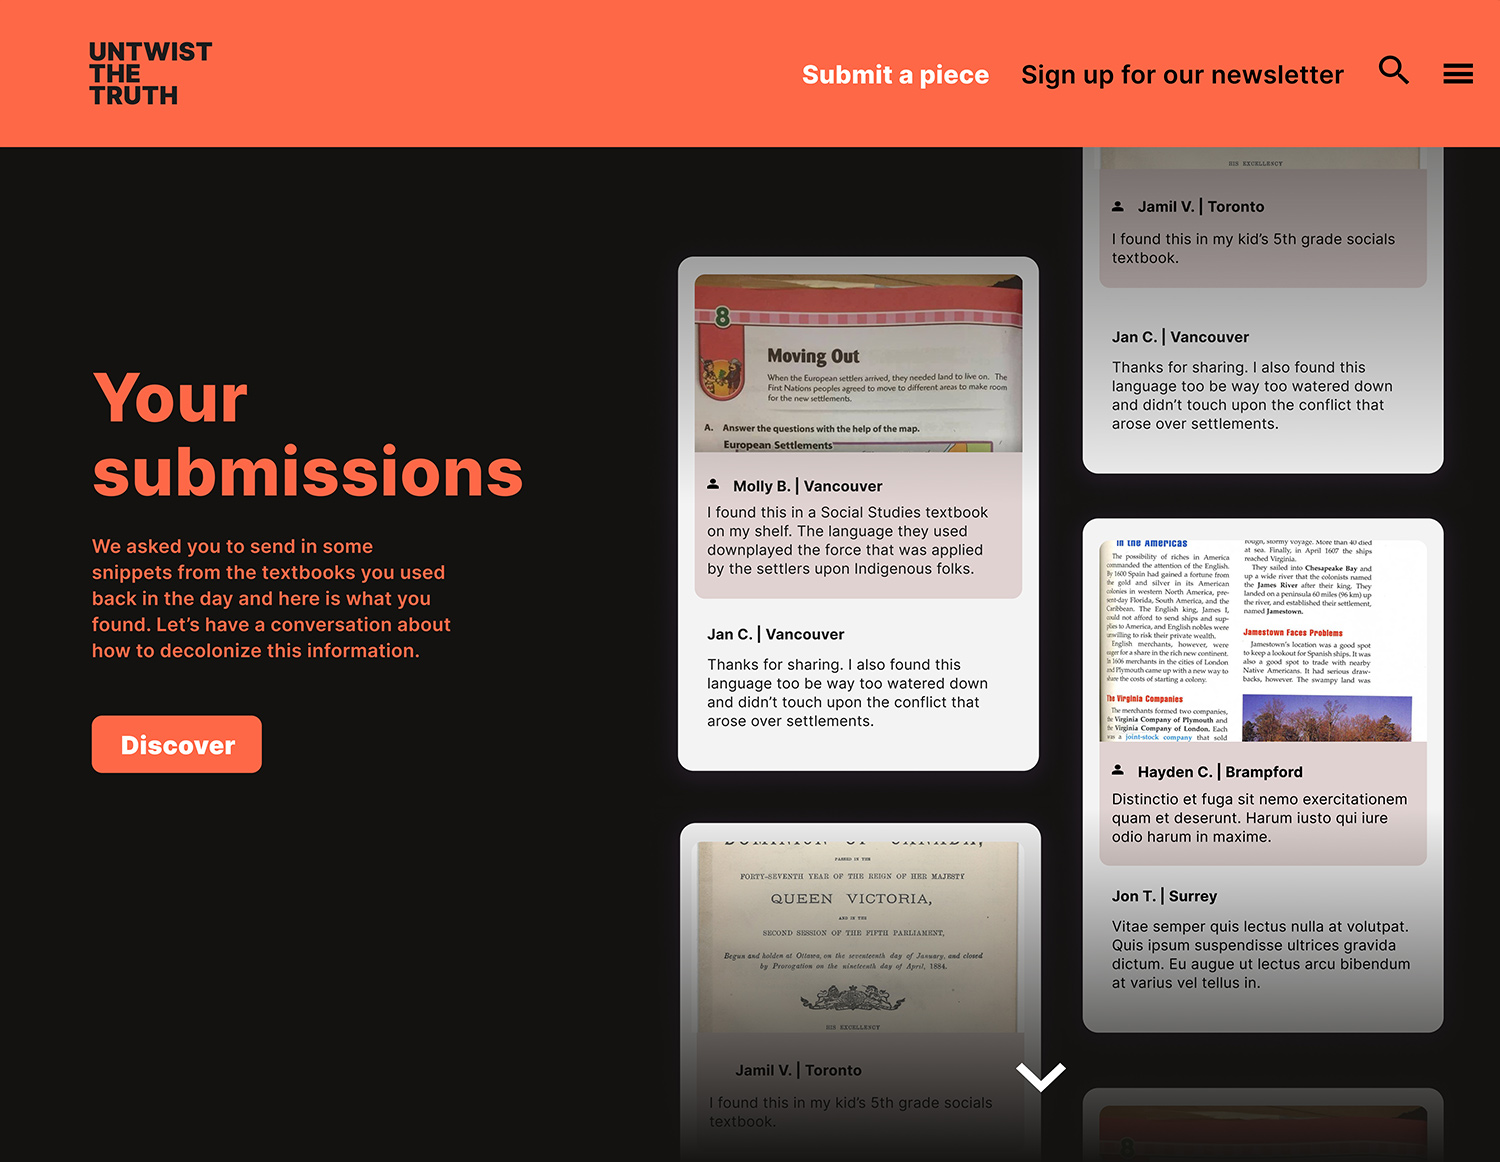 UNTWIST
THE
TRUTH
Submit a piece
Sign up for our newsletter
Your
submissions
We asked you to send in some
snippets from the textbooks you used
back in the day and here is what you
found. Let's have a conversation about
how to decolonize this information.
Discover
8
Moving Out
When the European settlers arrived, they needed land to live on. The
First Nations peoples agreed to move to different areas to make room
for the new settlements.
A. Answer the questions with the help of the map.
European Settlements
Molly B. | Vancouver
I found this in a Social Studies textbook
on my shelf. The language they used
downplayed the force that was applied
by the settlers upon Indigenous folks.
Jan C. | Vancouver
Thanks for sharing. I also found this
language too be way too watered down
and didn't touch upon the conflict that
arose over settlements.
DOMINION OF CANADA,
PASSED IN THE
FORTY-SEVENTH YEAR OF THE REIGN OF HER MAJESTY
QUEEN VICTORIA,
AND IN THE
SECOND SESSION OF THE FIFTH PARLIAMENT,
Begun and holden at Ottawa, on the seventeenth day of January, and closed
by Prorogation on the nineteenth day of April, 1884.
HIS EXCELLENCY
Jamil V. | Toronto
I found this in my kid's 5th grade socials
textbook.
HIS EXCELLENCY
Jamil V. | Toronto
I found this in my kid's 5th grade socials
textbook.
Jan C. | Vancouver
Thanks for sharing. I also found this
language too be way too watered down
and didn't touch upon the conflict that
arose over settlements.
in the Americas
The possibility of riches in America
commanded the attention of the English.
By 1600 Spain had gained a fortune from
the gold and silver in its American
colonies in western North America, pre-
sent-day Florida, South America, and the
Caribbean. The English king, James I,
could not afford to send ships and sup-
plies to America, and English nobles were
unwilling to risk their private wealth.
English merchants, however, were
eager for a share in the rich new continent.
In 1606 merchants in the cities of London
and Plymouth came up with a new way to
share the costs of starting a colony.
The Virginia Companies
The merchants formed two companies,
the Virginia Company of Plymouth and
the Virginia Company of London. Each
was a joint-stock company that sold
rough, stormy voyage. More than 40 died
at sea. Finally, in April 1607 the ships
reached Virginia.
They sailed into Chesapeake Bay and
up a wide river that the colonists named
the James River after their king. They
landed on a peninsula 60 miles (96 km) up
the river, and established their settlement,
named Jamestown.
Jamestown Faces Problems
Jamestown's location was a good spot
to keep a lookout for Spanish ships. It was
also a good spot to trade with nearby
Native Americans. It had serious draw-
backs, however. The swampy land was
Hayden C. | Brampford
Distinctio et fuga sit nemo exercitationem
quam et deserunt. Harum iusto qui iure
odio harum in maxime.
Jon T. | Surrey
Vitae semper quis lectus nulla at volutpat.
Quis ipsum suspendisse ultrices gravida
dictum. Eu augue ut lectus arcu bibendum
at varius vel tellus in.
8